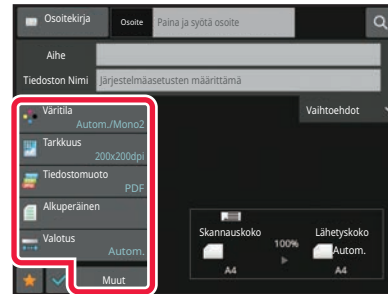 Osoitekirja
Osoite
Paina ja syötä osoite
Aihe
Tiedoston Nimi
Järjestelmäasetusten määrittämä
Väritila
Autom./Mono2
Vaihtoehdot
Tarkkuus
200x200dpi
Tiedostomuoto
PDF
Alkuperäinen
Valotus
Autom.
Skannauskoko
100%
Lähetyskoko
Autom.
A4
A4
Muut